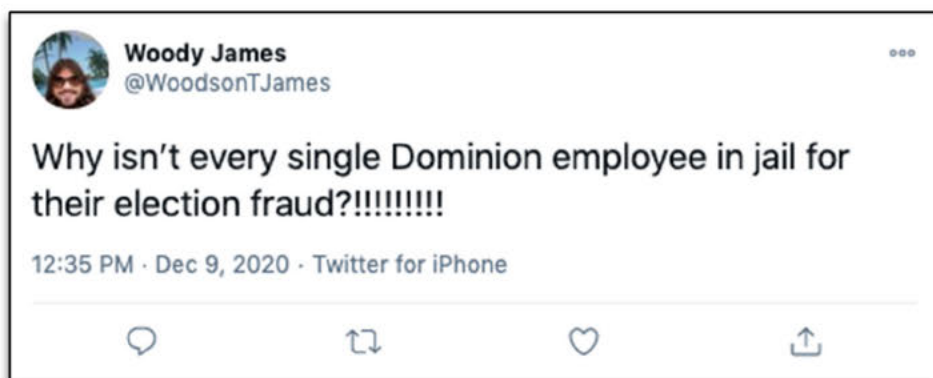 Woody James
@WoodsonTJames
Why isn't every single Dominion employee in jail for
their election fraud?!!!!!!!!!
12:35 PM · Dec 9, 2020 · Twitter for iPhone